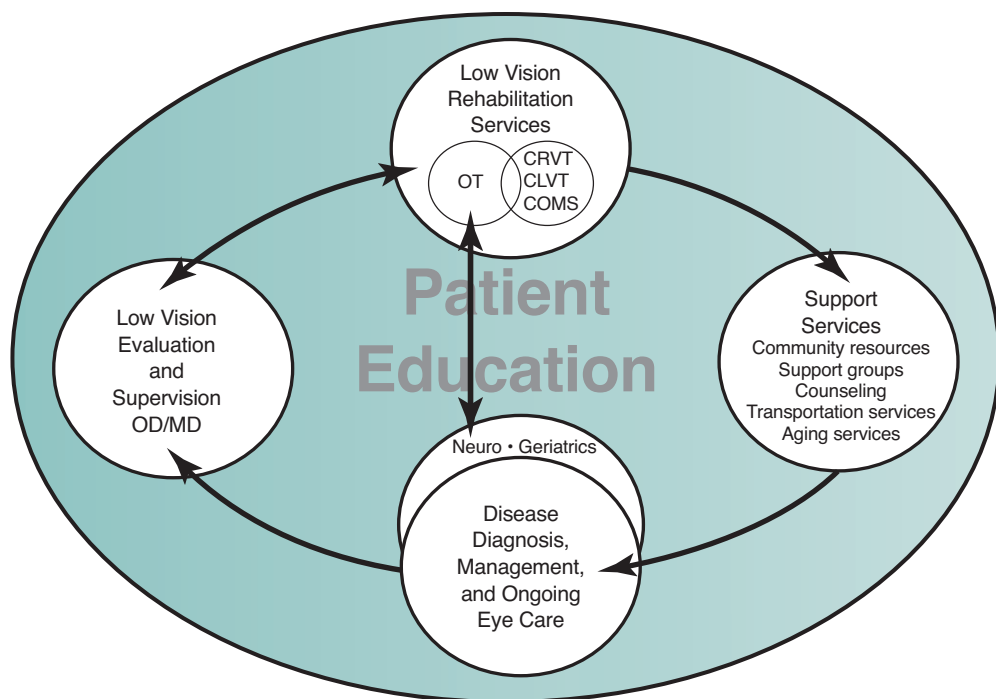 Low Vision
Rehabilitation
Services
OT
CRVT
CLVT
COMS
Patient
Education
Low Vision
Evaluation
and
Supervision
OD/MD
Support
Services
Community resources
Support groups
Counseling
Transportation services
Aging services
Neuro • Geriatrics
Disease
Diagnosis,
Management,
and Ongoing
Eye Care